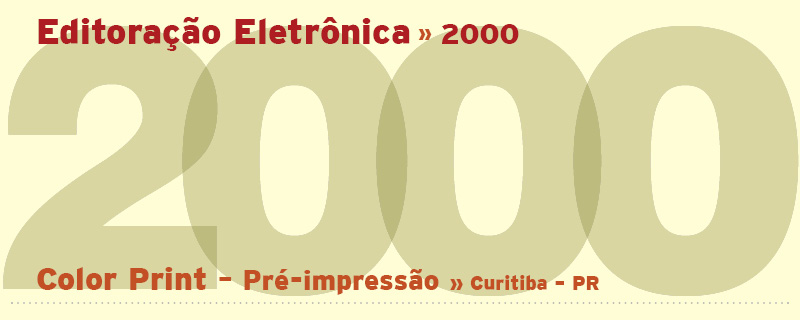 Editoração Eletrônica » 2000
2000
Color Print - Pré-impressão » Curitiba - PR